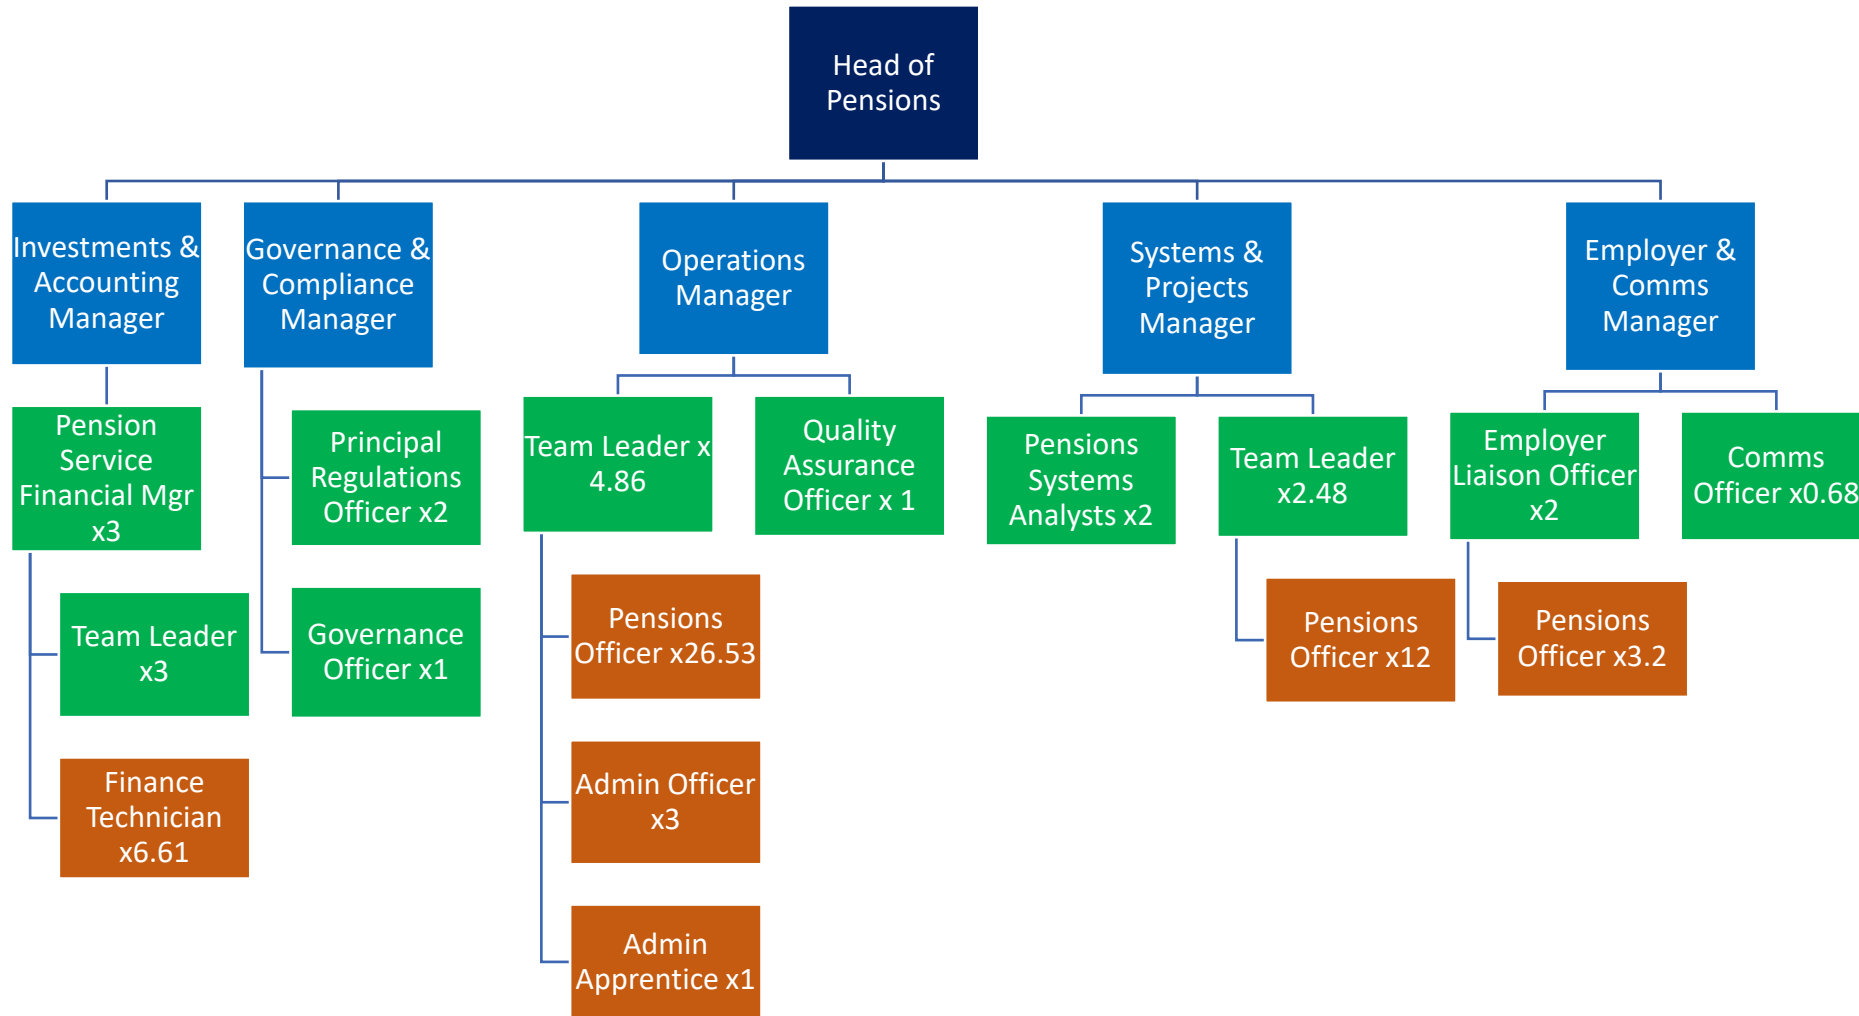 Head of
Pensions
Investments &
Accounting
Manager
Governance &
Compliance
Manager
Operations
Manager
Systems &
Projects
Manager
Employer &
Comms
Manager
Pension
Service
Financial Mgr
x3
Principal
Regulations
Officer x2
Team Leader x
4.86
Quality
Assurance
Officer x 1
Pensions
Systems
Analysts x2
Team Leader
x2.48
Employer
Liaison Officer
x2
Comms
Officer x0.68
Team Leader
x3
Governance
Officer x1
Pensions
Officer x26.53
Pensions
Officer x12
Pensions
Officer x3.2
Finance
Technician
x6.61
Admin Officer
x3
Admin
Apprentice x1